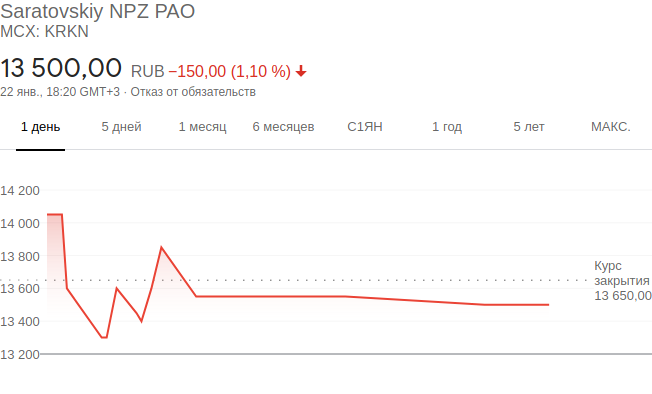 Saratovskiy NPZ PAO
MCX: KRKN
13 500,00 RUB −150,00 (1,10 %)
22 янв., 18:20 GMT+3 · Отказ от обязательств
1 день 5 дней 1 месяц 6 месяцев С1ЯН 1 год 5 лет МАКС.
14 200
14 000
13 800
13 600
13 400
13 200
Курс
закрытия
13 650,00